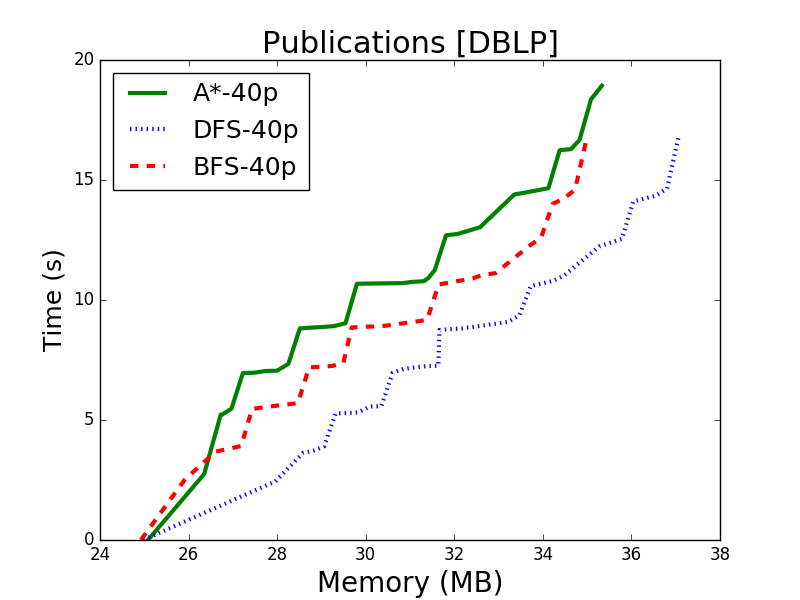 Publications [DBLP]
A*-40p
DFS-40p
BFS-40p
Time (s)
20
15
10
5
0
24 26 28 30 32 34 36 38
Memory (MB)